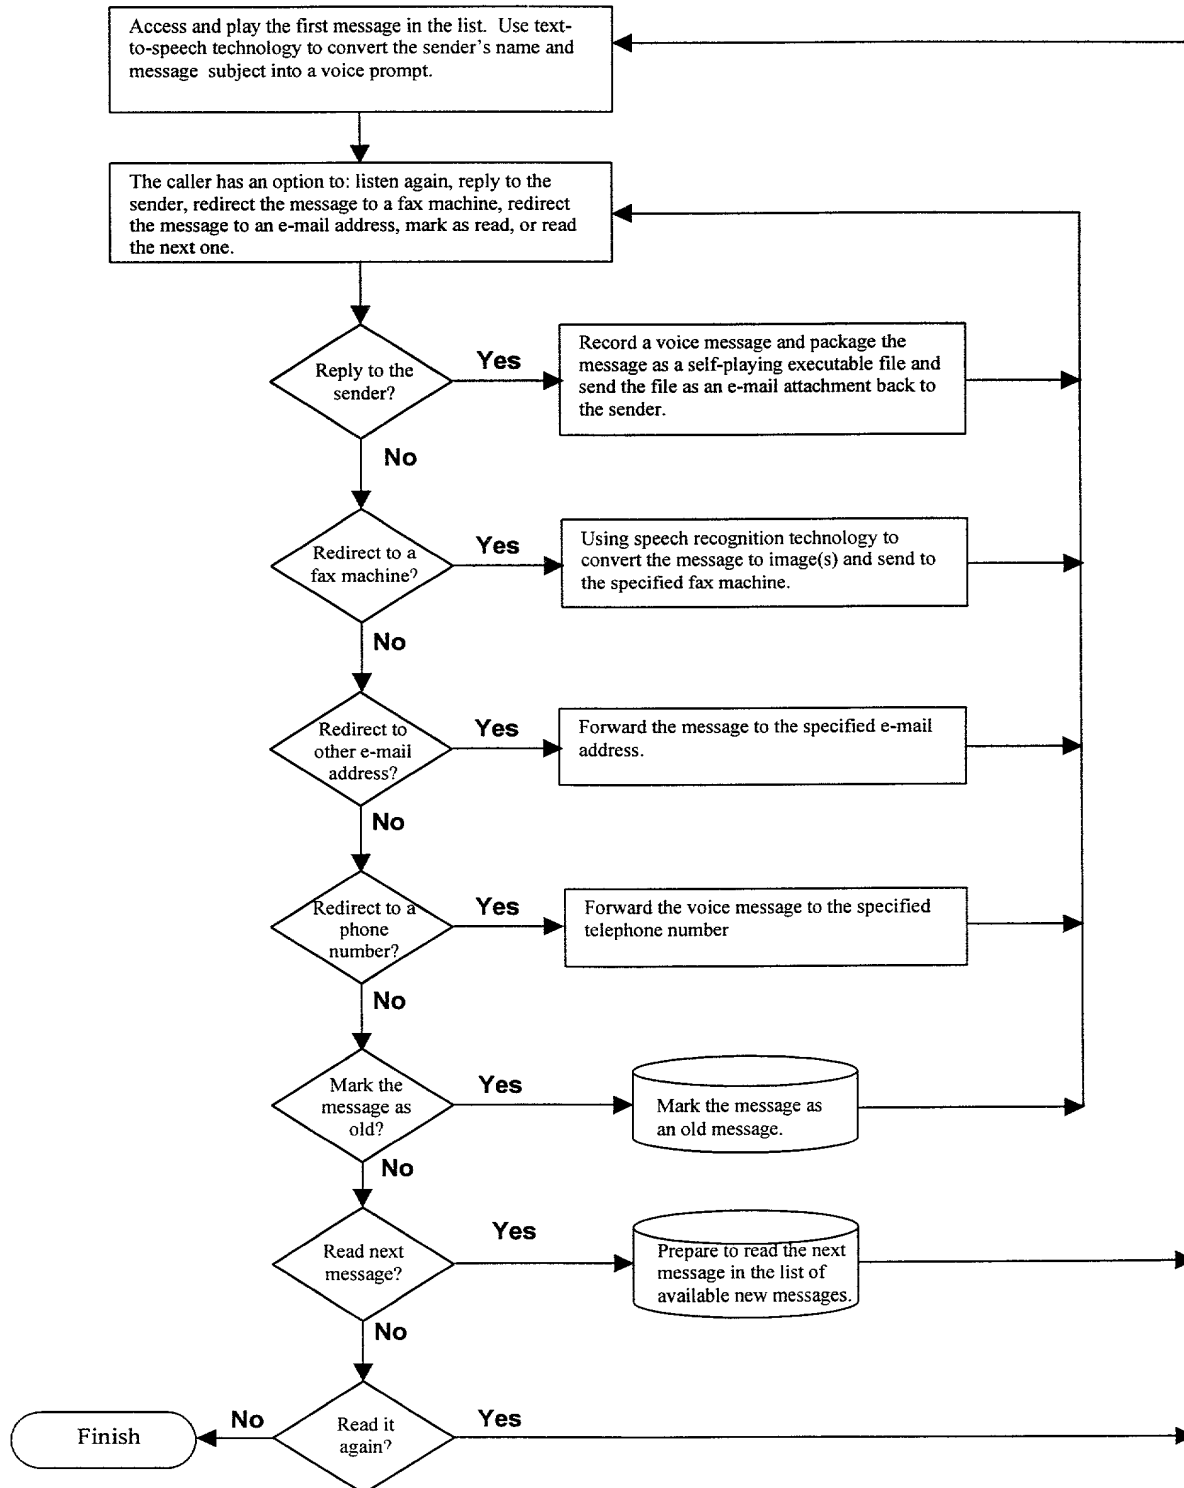 Access and play the first message in the list. Use text-
to-speech technology to convert the sender's name and
message subject into a voice prompt.
The caller has an option to: listen again, reply to the
sender, redirect the message to a fax machine, redirect
the message to an e-mail address, mark as read, or read
the next one.
Reply to the
sender?
Yes
Record a voice message and package the
message as a self-playing executable file and
send the file as an e-mail attachment back to
the sender.
No
Redirect to a
fax machine?
Yes
Using speech recognition technology to
convert the message to image(s) and send to
the specified fax machine.
No
Redirect to
other e-mail
address?
Yes
Forward the message to the specified e-mail
address.
No
Redirect to a
phone
number?
Yes
Forward the voice message to the specified
telephone number
No
Mark the
message as
old?
Yes
Mark the message as
an old message.
No
Read next
message?
Yes
Prepare to read the next
message in the list of
available new messages.
No
Read it
again?
Yes
No
Finish